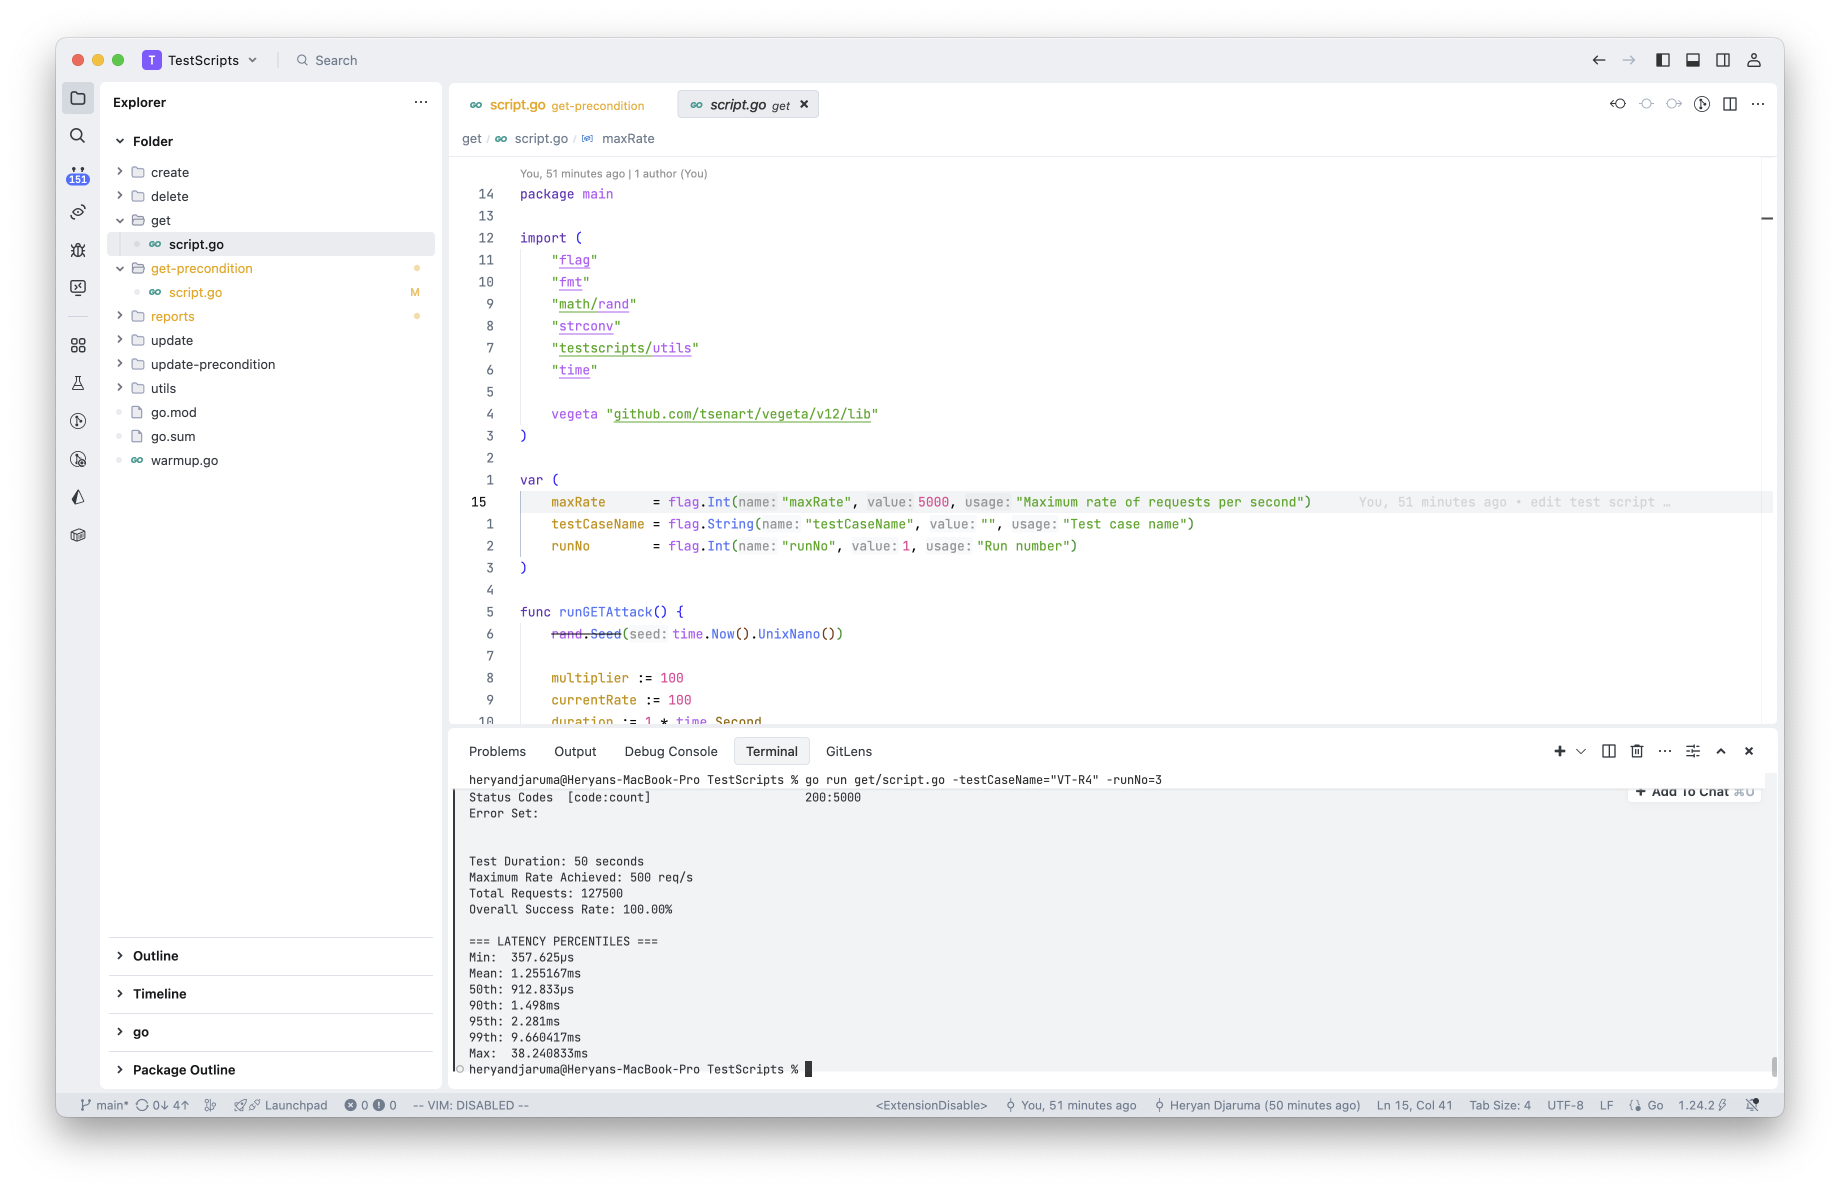 T TestScripts Search
Explorer
Folder
create
delete
get
script.go
get-precondition
script.go M
reports
update
update-precondition
utils
go.mod
go.sum
warmup.go
Outline
Timeline
go
Package Outline
151
script.go get-precondition script.go get
get / script.go / maxRate
You, 51 minutes ago | 1 author (You)
14 package main
13
12 import (
11 "flag"
10 "fmt"
9 "math/rand"
8 "strconv"
7 "testscripts/utils"
6 "time"
5
4 vegeta "github.com/tsenart/vegeta/v12/lib"
3 )
2
1 var (
15 maxRate = flag.Int(name: "maxRate", value: 5000, usage: "Maximum rate of requests per second") You, 51 minutes ago • edit test script …
1 testCaseName = flag.String(name: "testCaseName", value: "", usage: "Test case name")
2 runNo = flag.Int(name: "runNo", value: 1, usage: "Run number")
3 )
4
5 func runGETAttack() {
6 rand.Seed(seed: time.Now().UnixNano())
7
8 multiplier := 100
9 currentRate := 100
10 duration := 1 * time.Second
Problems Output Debug Console Terminal GitLens
heryandjaruma@Heryans-MacBook-Pro TestScripts % go run get/script.go -testCaseName="VT-R4" -runNo=3
Add To Chat ⌘U
Status Codes [code:count] 200:5000
Error Set:
Test Duration: 50 seconds
Maximum Rate Achieved: 500 req/s
Total Requests: 127500
Overall Success Rate: 100.00%
=== LATENCY PERCENTILES ===
Min: 357.625µs
Mean: 1.255167ms
50th: 912.833µs
90th: 1.498ms
95th: 2.281ms
99th: 9.660417ms
Max: 38.240833ms
heryandjaruma@Heryans-MacBook-Pro TestScripts %
main* 0↓ 4↑ Launchpad 0 0 -- VIM: DISABLED -- <ExtensionDisable> You, 51 minutes ago Heryan Djaruma (50 minutes ago) Ln 15, Col 41 Tab Size: 4 UTF-8 LF Go 1.24.2